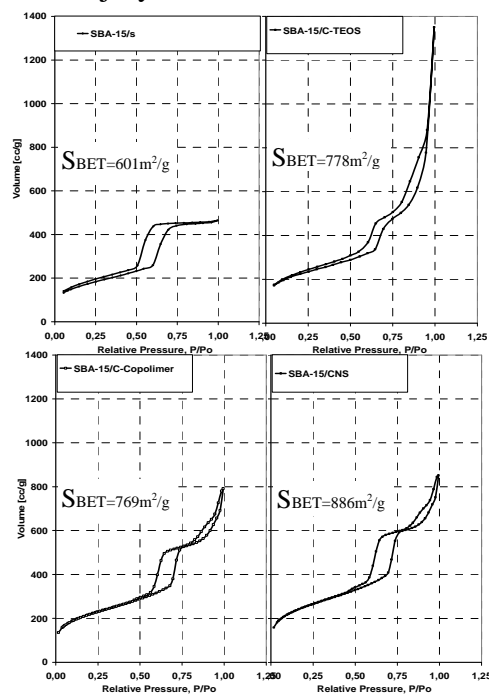 SBA-15/s
SBET=601m²/g
Volume [cc/g]
1400
1200
1000
800
600
400
200
0
0,00 0,25 0,50 0,75 1,00
Relative Pressure, P/Po
SBA-15/C-TEOS
SBET=778m²/g
0,00 0,25 0,50 0,75 1,00 1,25
Relative Pressure, P/Po
SBA-15/C-Copolimer
SBET=769m²/g
Volume [cc/g]
1400
1200
1000
800
600
400
200
0
0,00 0,25 0,50 0,75 1,00
Relative Pressure, P/Po
SBA-15/CNS
SBET=886m²/g
0,00 0,25 0,50 0,75 1,00 1,25
Relative Pressure, P/Po